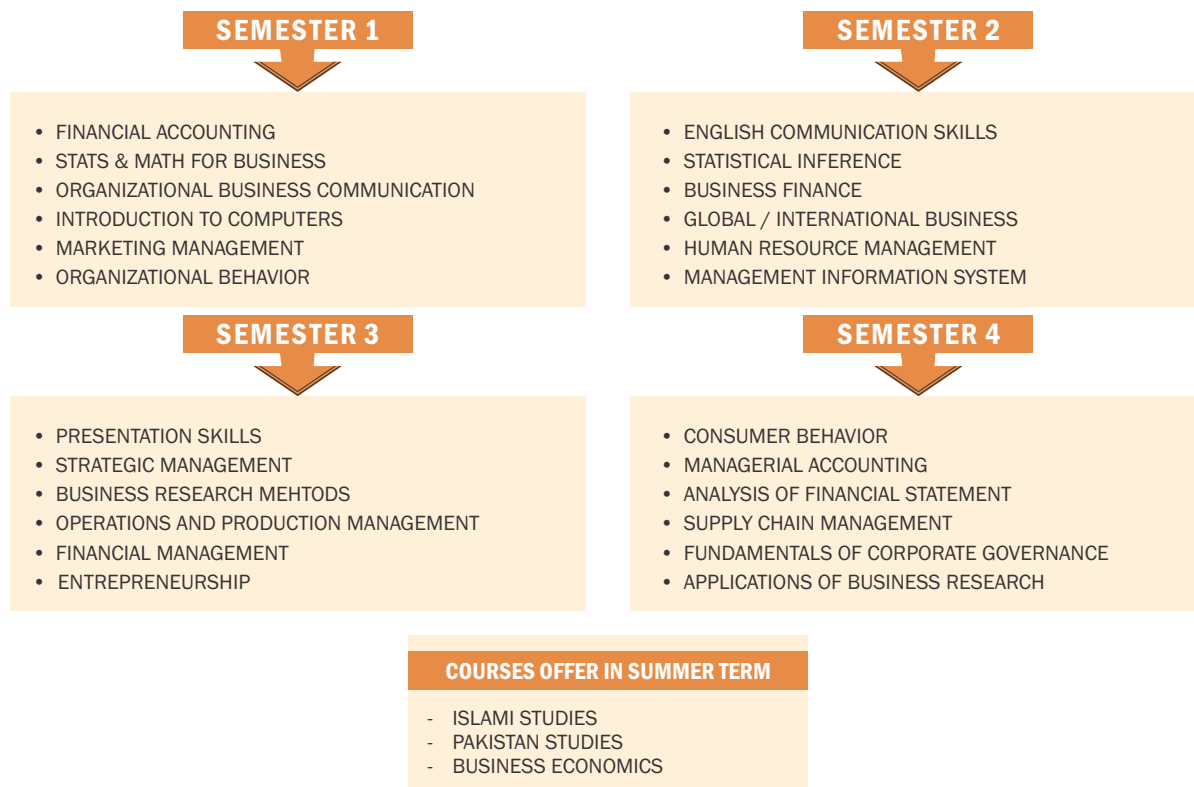 SEMESTER 1
• FINANCIAL ACCOUNTING
• STATS & MATH FOR BUSINESS
• ORGANIZATIONAL BUSINESS COMMUNICATION
• INTRODUCTION TO COMPUTERS
• MARKETING MANAGEMENT
• ORGANIZATIONAL BEHAVIOR
SEMESTER 2
• ENGLISH COMMUNICATION SKILLS
• STATISTICAL INFERENCE
• BUSINESS FINANCE
• GLOBAL / INTERNATIONAL BUSINESS
• HUMAN RESOURCE MANAGEMENT
• MANAGEMENT INFORMATION SYSTEM
SEMESTER 3
• PRESENTATION SKILLS
• STRATEGIC MANAGEMENT
• BUSINESS RESEARCH MEHTODS
• OPERATIONS AND PRODUCTION MANAGEMENT
• FINANCIAL MANAGEMENT
• ENTREPRENEURSHIP
SEMESTER 4
• CONSUMER BEHAVIOR
• MANAGERIAL ACCOUNTING
• ANALYSIS OF FINANCIAL STATEMENT
• SUPPLY CHAIN MANAGEMENT
• FUNDAMENTALS OF CORPORATE GOVERNANCE
• APPLICATIONS OF BUSINESS RESEARCH
COURSES OFFER IN SUMMER TERM
- ISLAMI STUDIES
- PAKISTAN STUDIES
- BUSINESS ECONOMICS